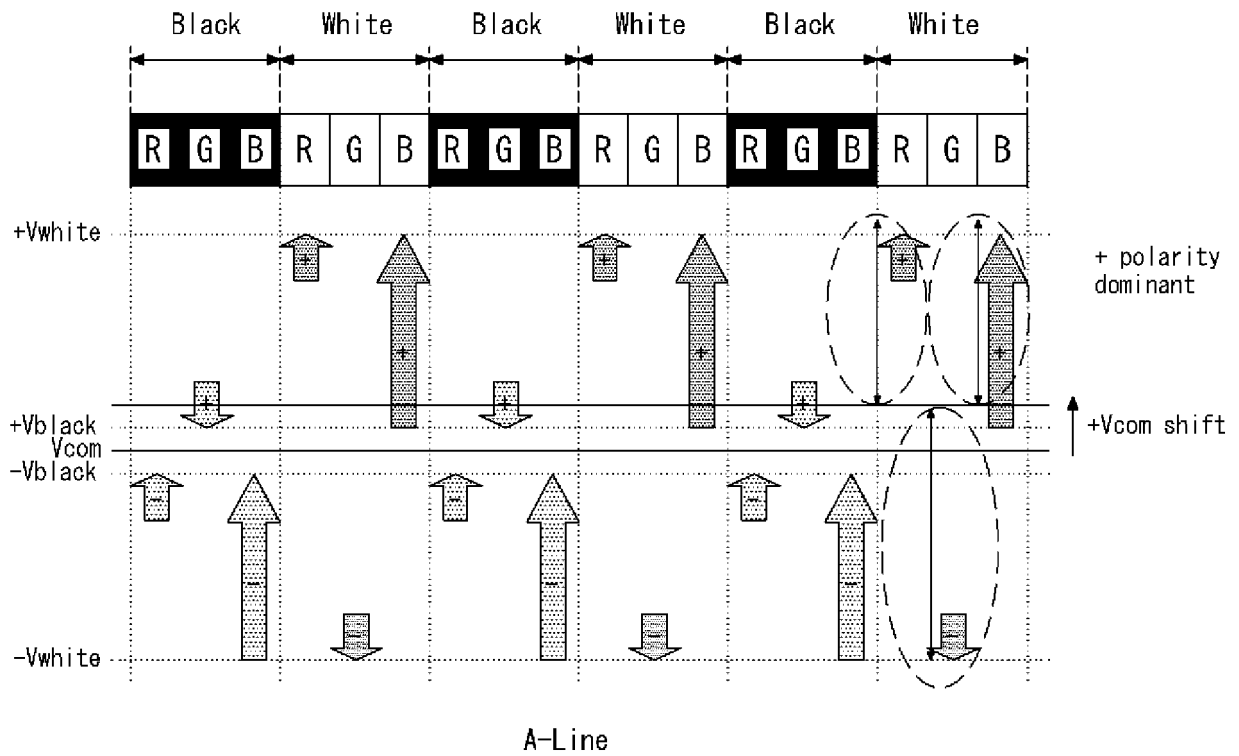 Black White Black White Black White
R G B R G B R G B R G B R G B R G B
+Vwhite
+ + +
+ polarity
dominant
+ + +
+ + +
+Vblack
+Vcom shift
Vcom
-Vblack
- - -
- - -
- - -
-Vwhite
A-Line